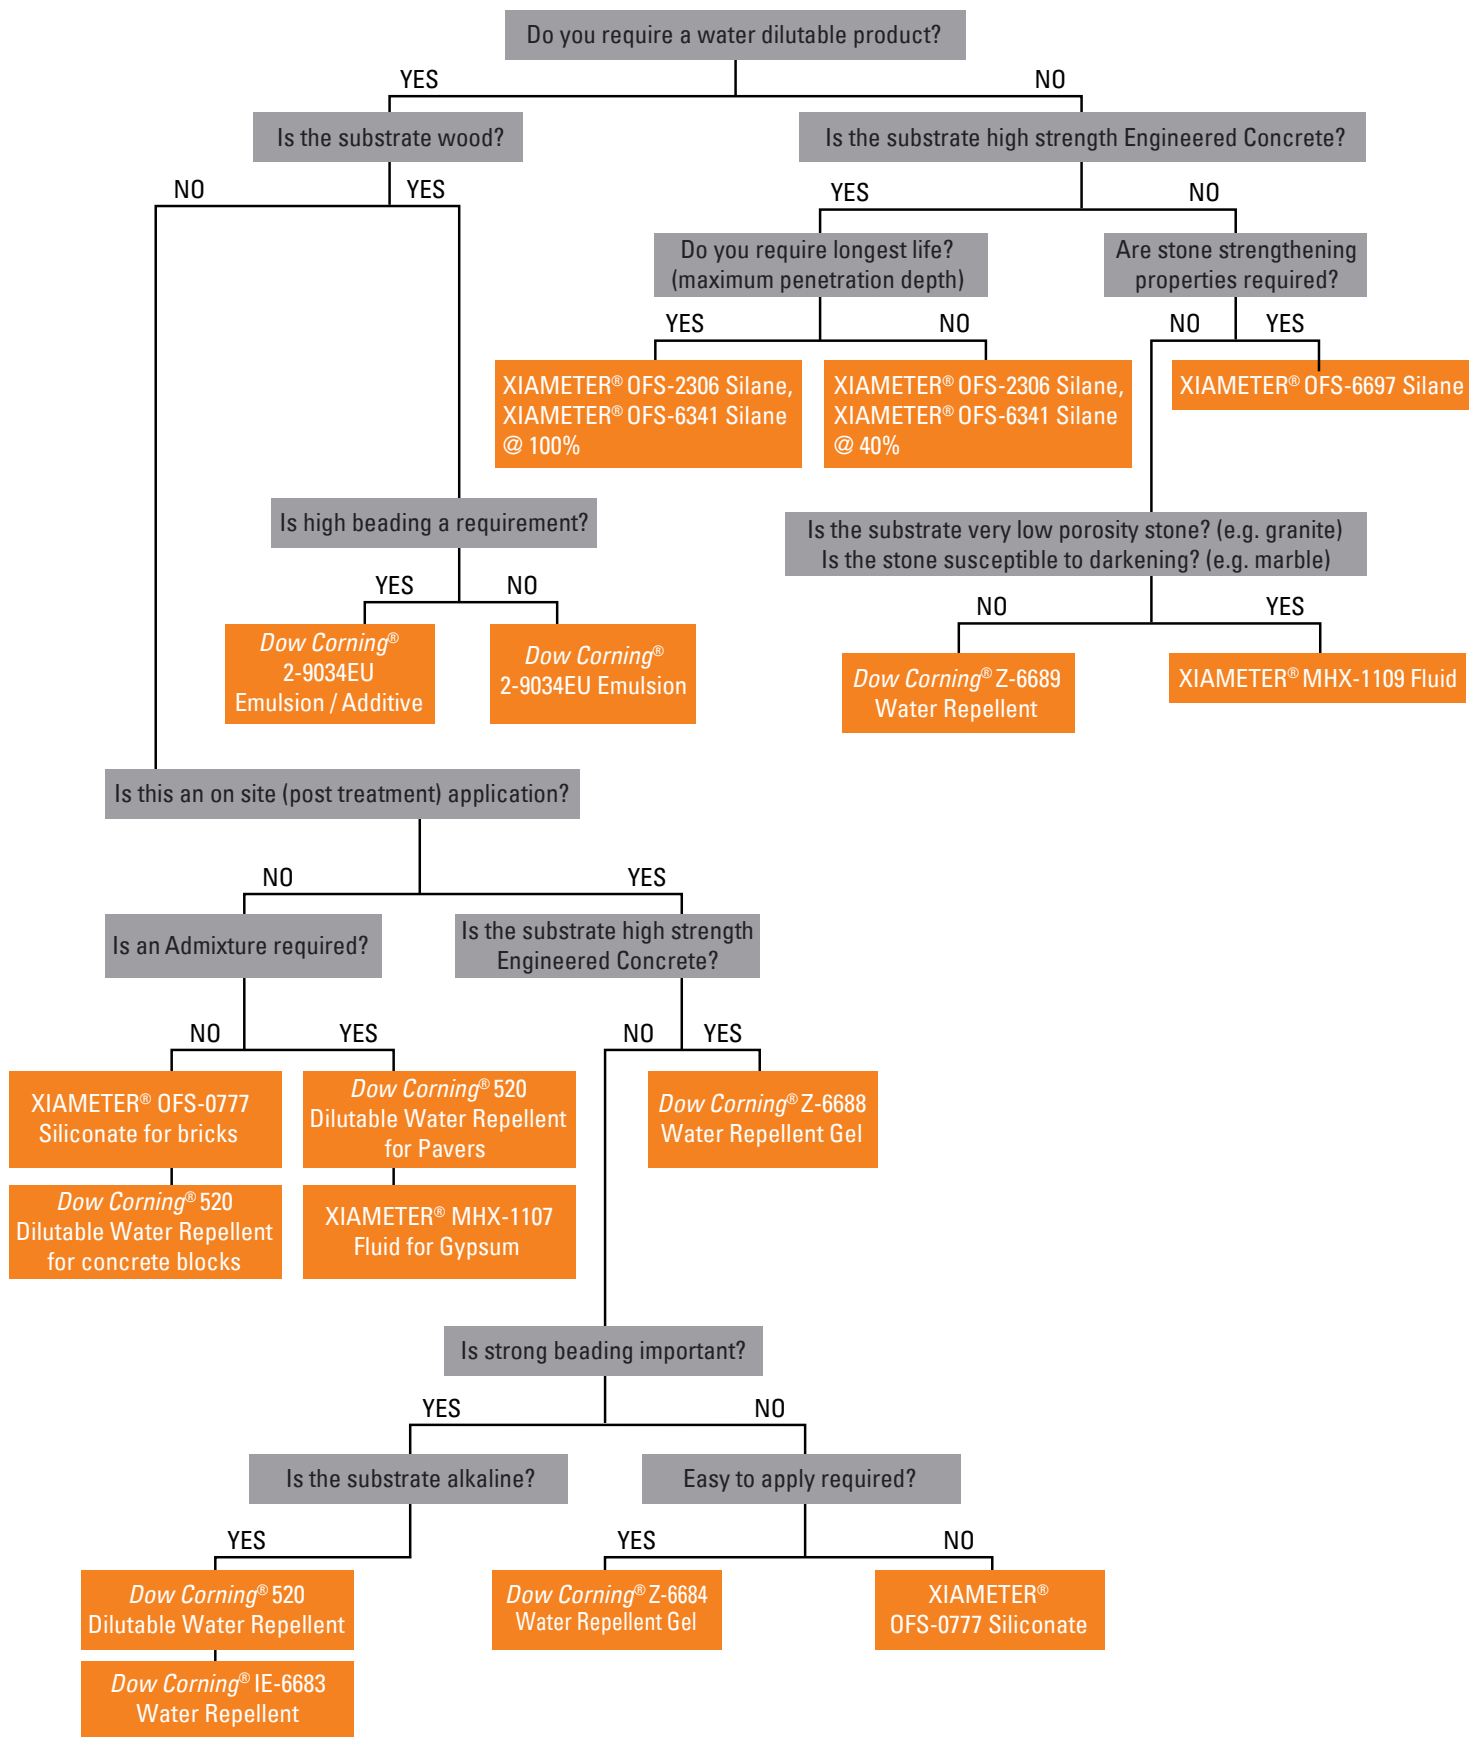 Do you require a water dilutable product?
YES
NO
Is the substrate wood?
Is the substrate high strength Engineered Concrete?
NO
YES
YES
NO
Do you require longest life?
(maximum penetration depth)
Are stone strengthening
properties required?
YES
NO
NO
YES
XIAMETER® OFS-2306 Silane,
XIAMETER® OFS-6341 Silane
@ 100%
XIAMETER® OFS-2306 Silane,
XIAMETER® OFS-6341 Silane
@ 40%
XIAMETER® OFS-6697 Silane
Is high beading a requirement?
Is the substrate very low porosity stone? (e.g. granite)
Is the stone susceptible to darkening? (e.g. marble)
YES
NO
NO
YES
Dow Corning®
2-9034EU
Emulsion / Additive
Dow Corning®
2-9034EU Emulsion
Dow Corning® Z-6689
Water Repellent
XIAMETER® MHX-1109 Fluid
Is this an on site (post treatment) application?
NO
YES
Is an Admixture required?
Is the substrate high strength
Engineered Concrete?
NO
YES
NO
YES
XIAMETER® OFS-0777
Siliconate for bricks
Dow Corning® 520
Dilutable Water Repellent
for Pavers
Dow Corning® Z-6688
Water Repellent Gel
Dow Corning® 520
Dilutable Water Repellent
for concrete blocks
XIAMETER® MHX-1107
Fluid for Gypsum
Is strong beading important?
YES
NO
Is the substrate alkaline?
Easy to apply required?
YES
YES
NO
Dow Corning® 520
Dilutable Water Repellent
Dow Corning® Z-6684
Water Repellent Gel
XIAMETER®
OFS-0777 Siliconate
Dow Corning® IE-6683
Water Repellent